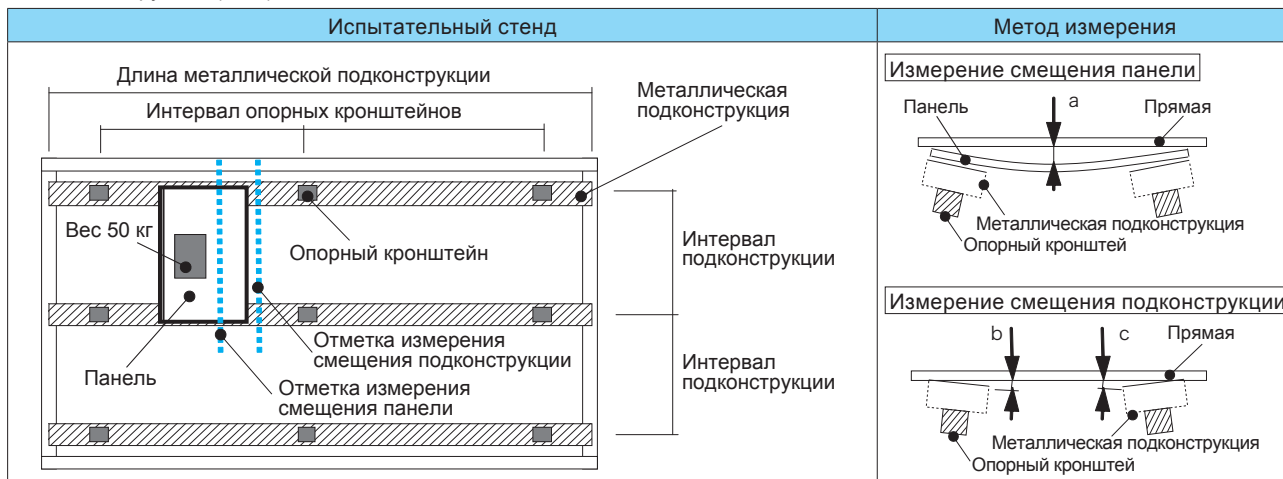 Испытательный стенд
Метод измерения
Длина металлической подконструкции
Интервал опорных кронштейнов
Металлическая
подконструкция
Вес 50 кг
Опорный кронштейн
Интервал
подконструкции
Отметка измерения
смещения подконструкции
Панель
Отметка измерения
смещения панели
Интервал
подконструкции
Измерение смещения панели
Панель
a
Прямая
Металлическая подконструкция
Опорный кронштей
Измерение смещения подконструкции
b
c
Прямая
Металлическая подконструкция
Опорный кронштей